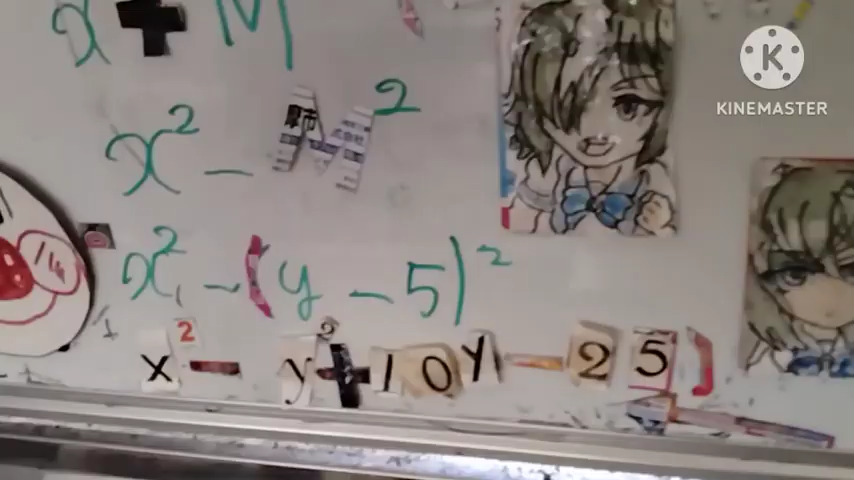 x + M
KINEMASTER
x² - M²
x² - (y - 5)²
x² - y² + 10y - 25)